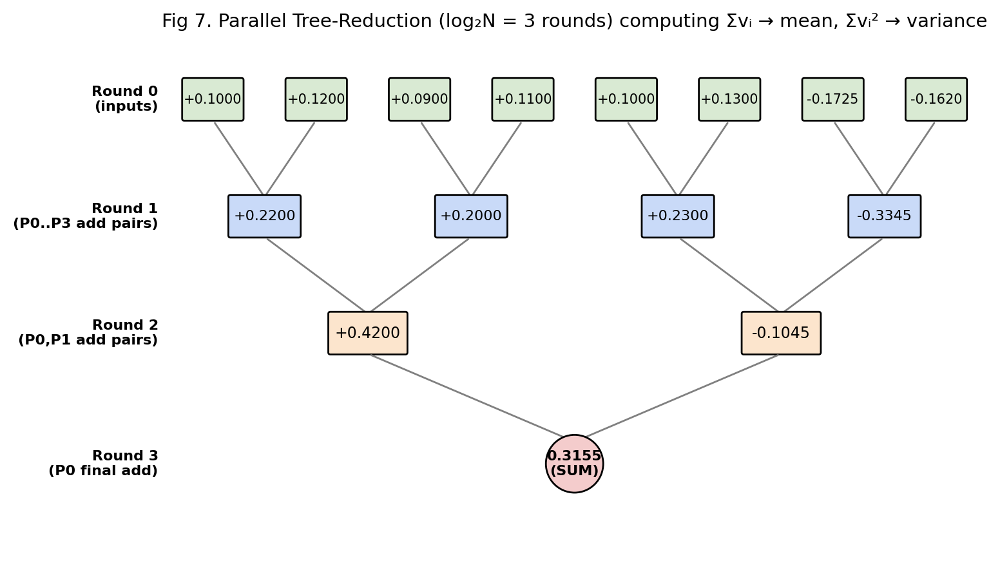 Fig 7. Parallel Tree-Reduction (log₂N = 3 rounds) computing Σvᵢ → mean, Σvᵢ² → variance
Round 0
(inputs)
+0.1000
+0.1200
+0.0900
+0.1100
+0.1000
+0.1300
-0.1725
-0.1620
Round 1
(P0..P3 add pairs)
+0.2200
+0.2000
+0.2300
-0.3345
Round 2
(P0,P1 add pairs)
+0.4200
-0.1045
Round 3
(P0 final add)
0.3155
(SUM)